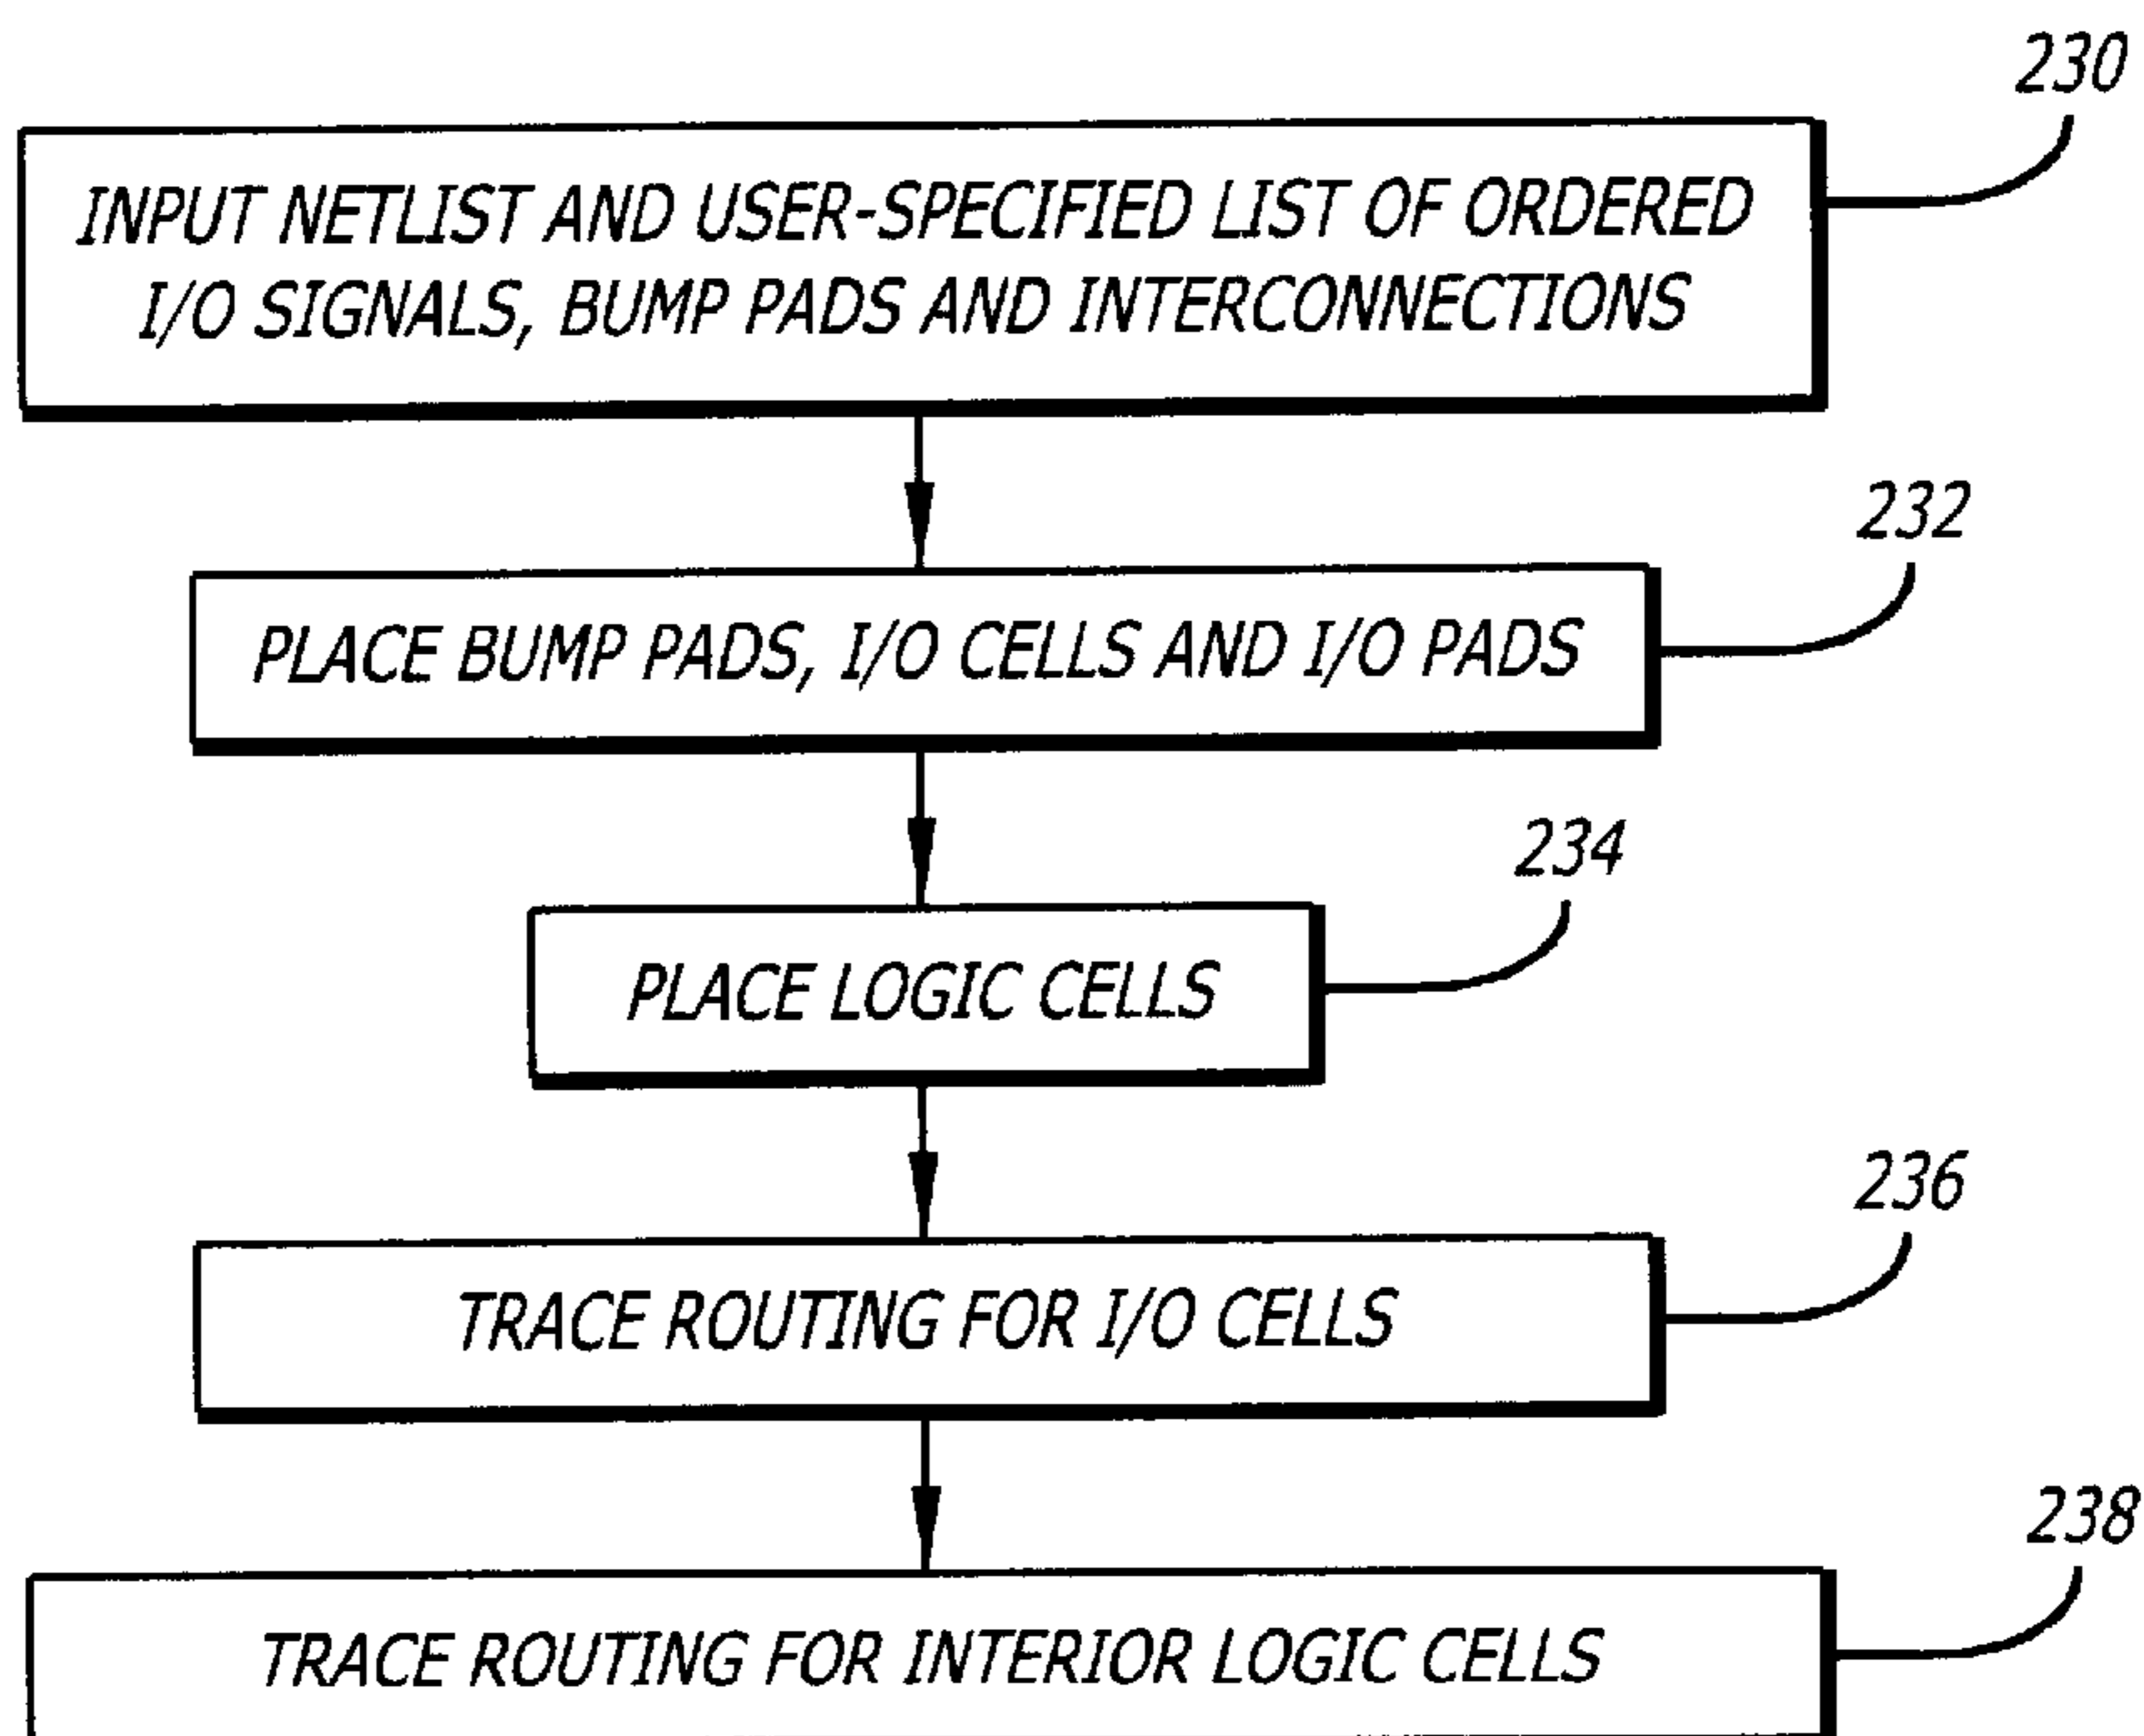 230
INPUT NETLIST AND USER-SPECIFIED LIST OF ORDERED
I/O SIGNALS, BUMP PADS AND INTERCONNECTIONS
232
PLACE BUMP PADS, I/O CELLS AND I/O PADS
234
PLACE LOGIC CELLS
236
TRACE ROUTING FOR I/O CELLS
238
TRACE ROUTING FOR INTERIOR LOGIC CELLS